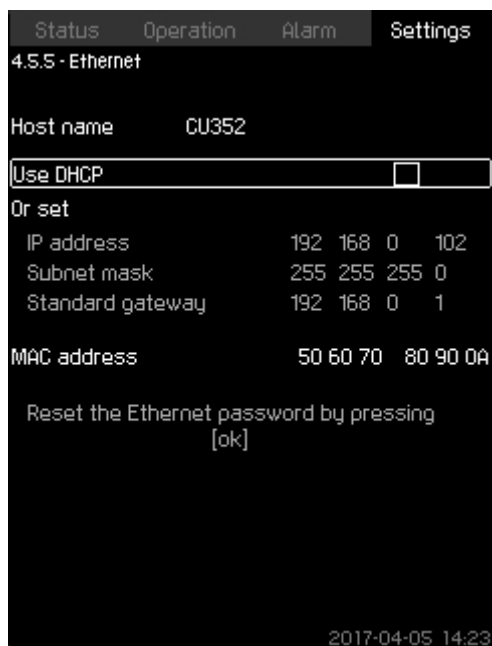 Status Operation Alarm Settings
4.5.5 - Ethernet
Host name CU352
Use DHCP
Or set
IP address 192 168 0 102
Subnet mask 255 255 255 0
Standard gateway 192 168 0 1
MAC address 50 60 70 80 90 0A
Reset the Ethernet password by pressing
[ok]
2017-04-05 14:23